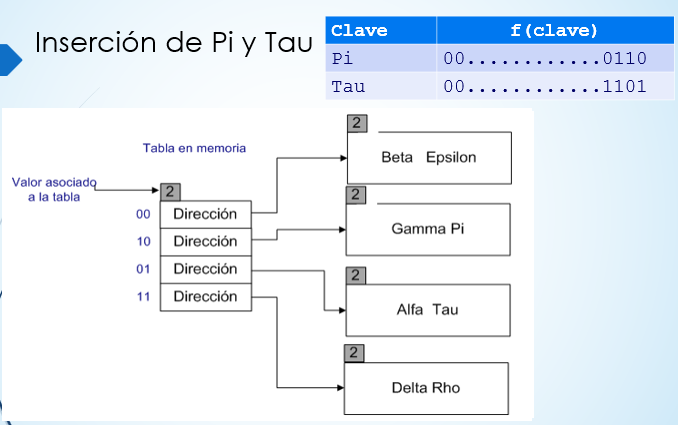 Inserción de Pi y Tau
Clave f(clave)
Pi 00............0110
Tau 00............1101
Tabla en memoria
Valor asociado
a la tabla
2
00 Dirección
10 Dirección
01 Dirección
11 Dirección
2
Beta Epsilon
2
Gamma Pi
2
Alfa Tau
2
Delta Rho